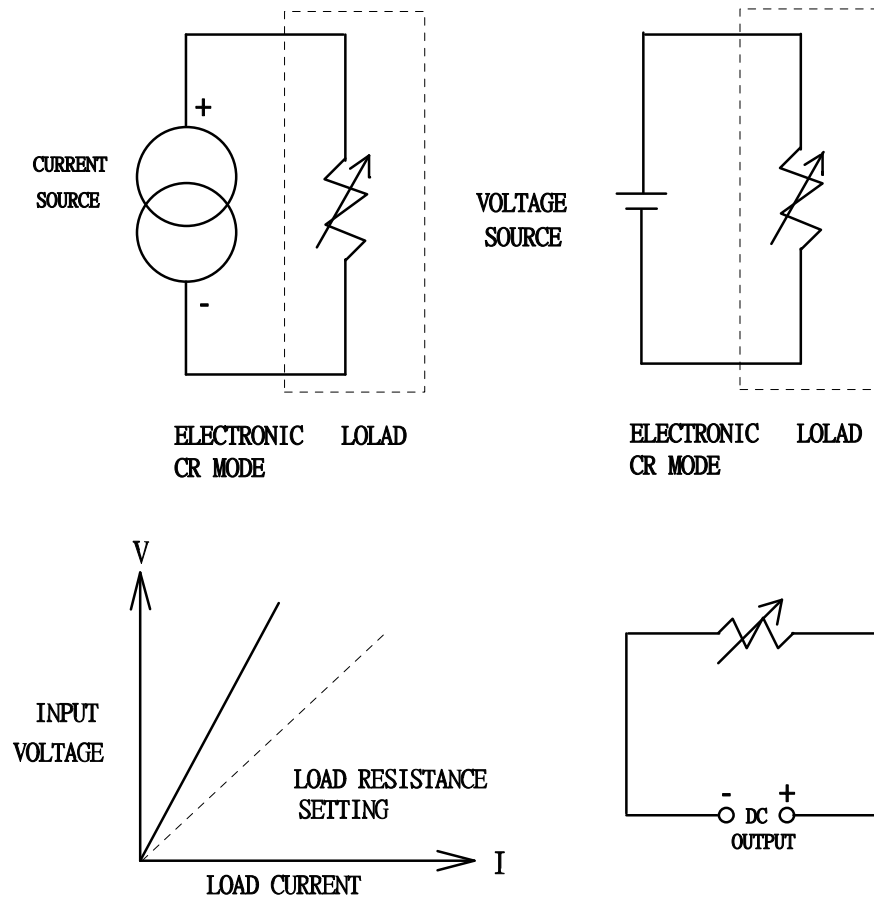 +
CURRENT
SOURCE
-
ELECTRONIC LOLAD
CR MODE
VOLTAGE
SOURCE
ELECTRONIC LOLAD
CR MODE
V
INPUT
VOLTAGE
LOAD RESISTANCE
SETTING
I
LOAD CURRENT
- +
DC
OUTPUT